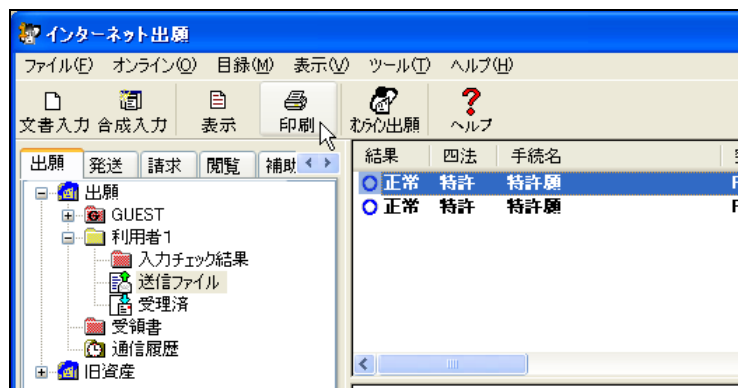 インターネット出願
ファイル(F) オンライン(O) 目録(M) 表示(V) ツール(T) ヘルプ(H)
文書入力 合成入力 表示 印刷 オンライン出願 ヘルプ
出願 発送 請求 閲覧 補助
結果 四法 手続名
正常 特許 特許願
正常 特許 特許願
出願
GUEST
利用者1
入力チェック結果
送信ファイル
受理済
受領書
通信履歴
旧資産